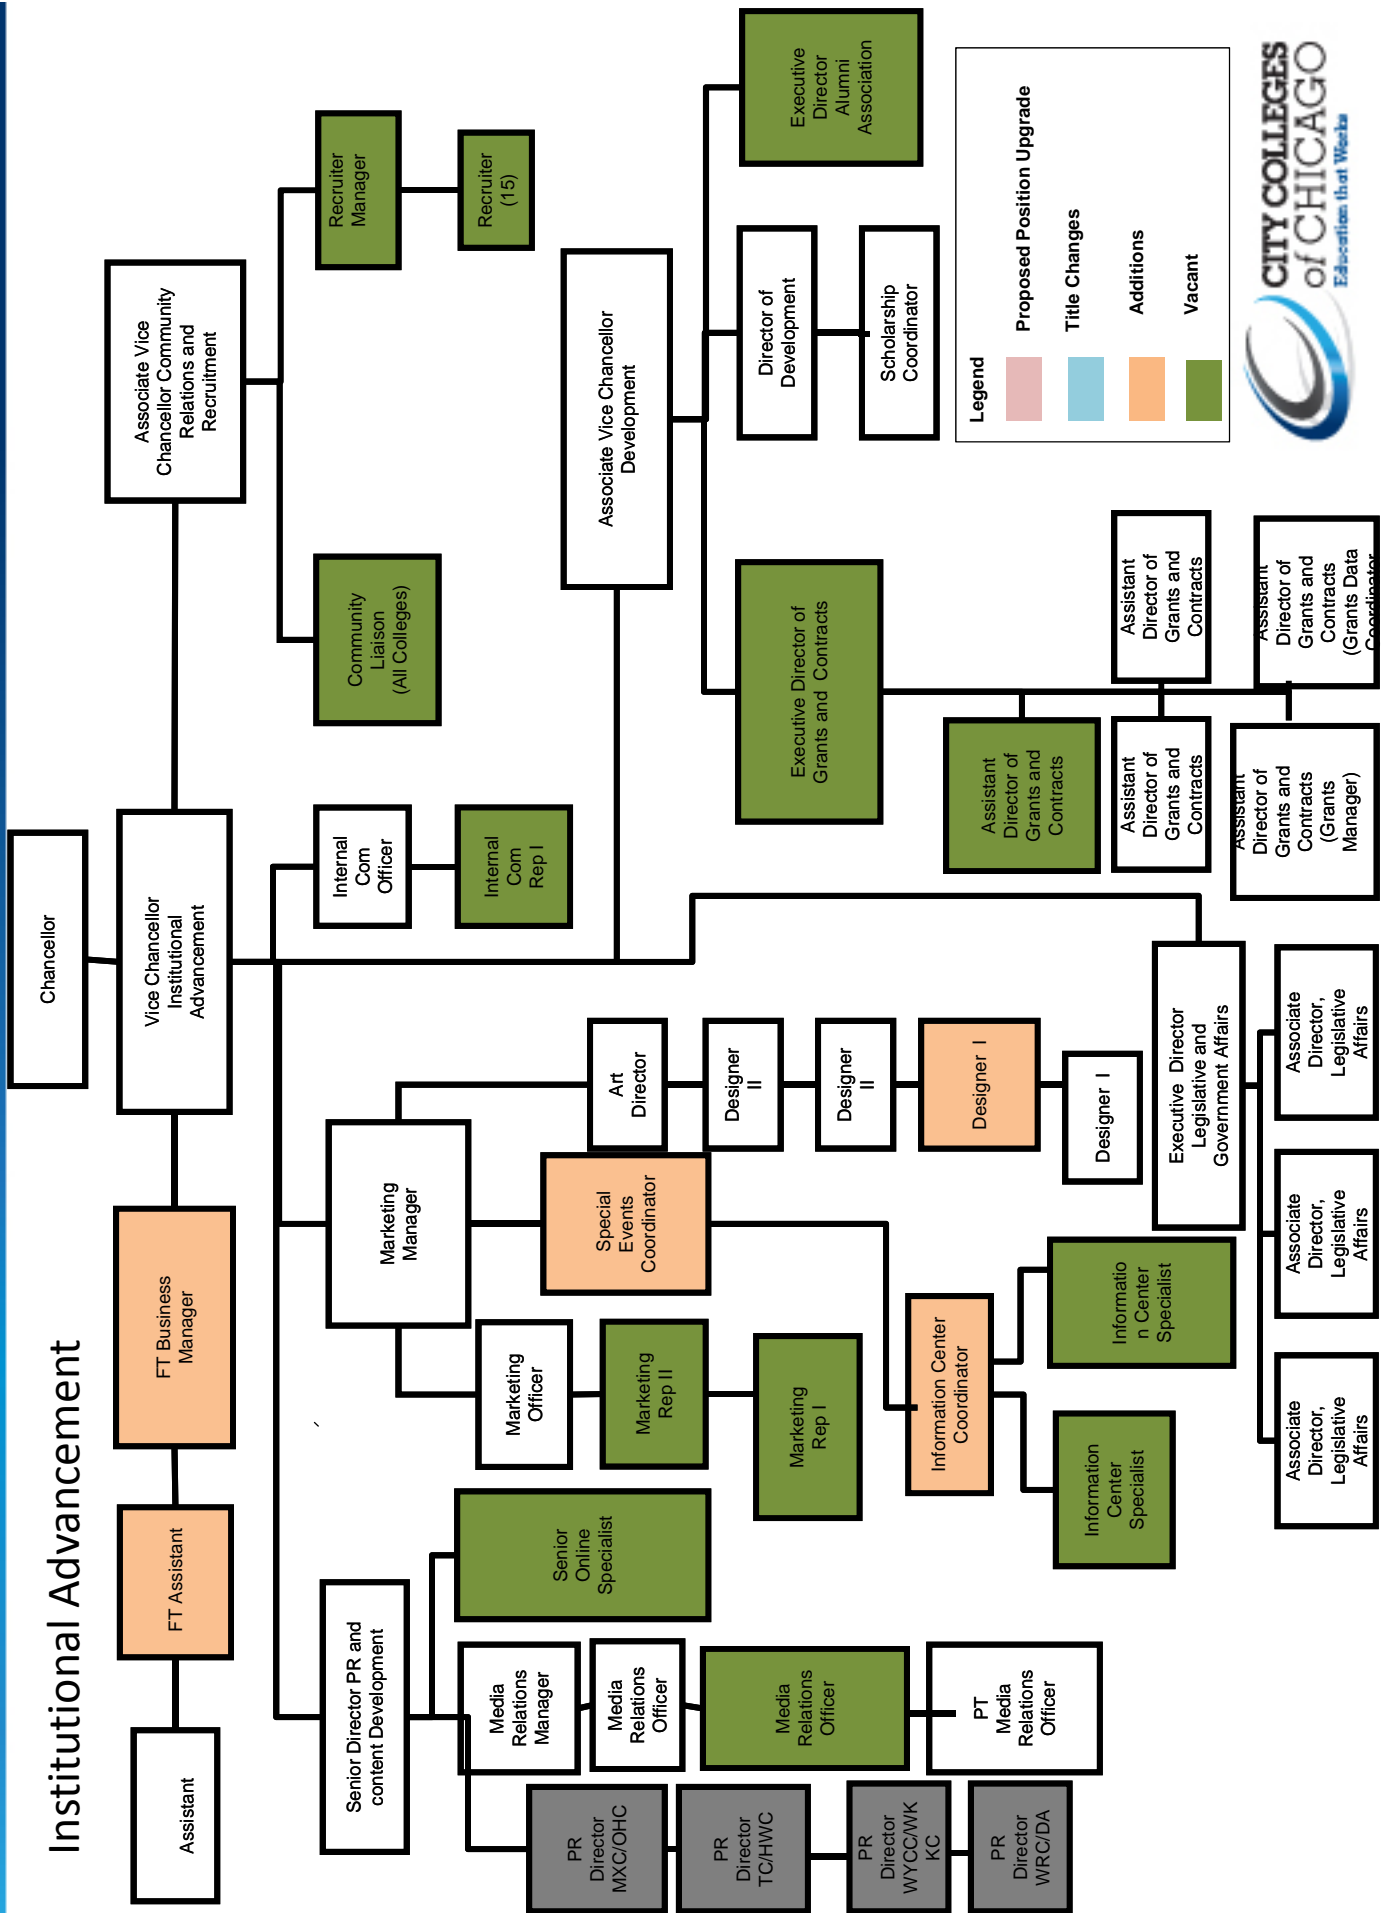 Institutional Advancement
Chancellor
Assistant
FT Assistant
FT Business
Manager
Vice Chancellor
Institutional
Advancement
Associate Vice
Chancellor Community
Relations and
Recruitment
Senior Director PR and
content Development
Marketing
Manager
Internal
Com
Officer
Community
Liaison
(All Colleges)
Recruiter
Manager
Internal
Com
Rep I
Recruiter
(15)
Media
Relations
Manager
Senior
Online
Specialist
Marketing
Officer
Special
Events
Coordinator
Art
Director
Associate Vice Chancellor
Development
PR
Director
MXC/OHC
Media
Relations
Officer
Marketing
Rep II
Designer
II
PR
Director
TC/HWC
Media
Relations
Officer
Marketing
Rep I
Designer
II
Executive Director of
Grants and Contracts
Director of
Development
Executive
Director
Alumni
Association
PR
Director
WYCC/WK
KC
Information Center
Coordinator
Designer I
Scholarship
Coordinator
PR
Director
WRC/DA
PT
Media
Relations
Officer
Information
Center
Specialist
Informatio
n Center
Specialist
Designer I
Assistant
Director of
Grants and
Contracts
Assistant
Director of
Grants and
Contracts
Assistant
Director of
Grants and
Contracts
Executive Director
Legislative and
Government Affairs
Associate
Director,
Legislative
Affairs
Associate
Director,
Legislative
Affairs
Associate
Director,
Legislative
Affairs
Assistant
Director of
Grants and
Contracts
(Grants
Manager)
Assistant
Director of
Grants and
Contracts
(Grants Data
Coordinator
Legend
Proposed Position Upgrade
Title Changes
Additions
Vacant
CITY COLLEGES
of CHICAGO
Education that Works